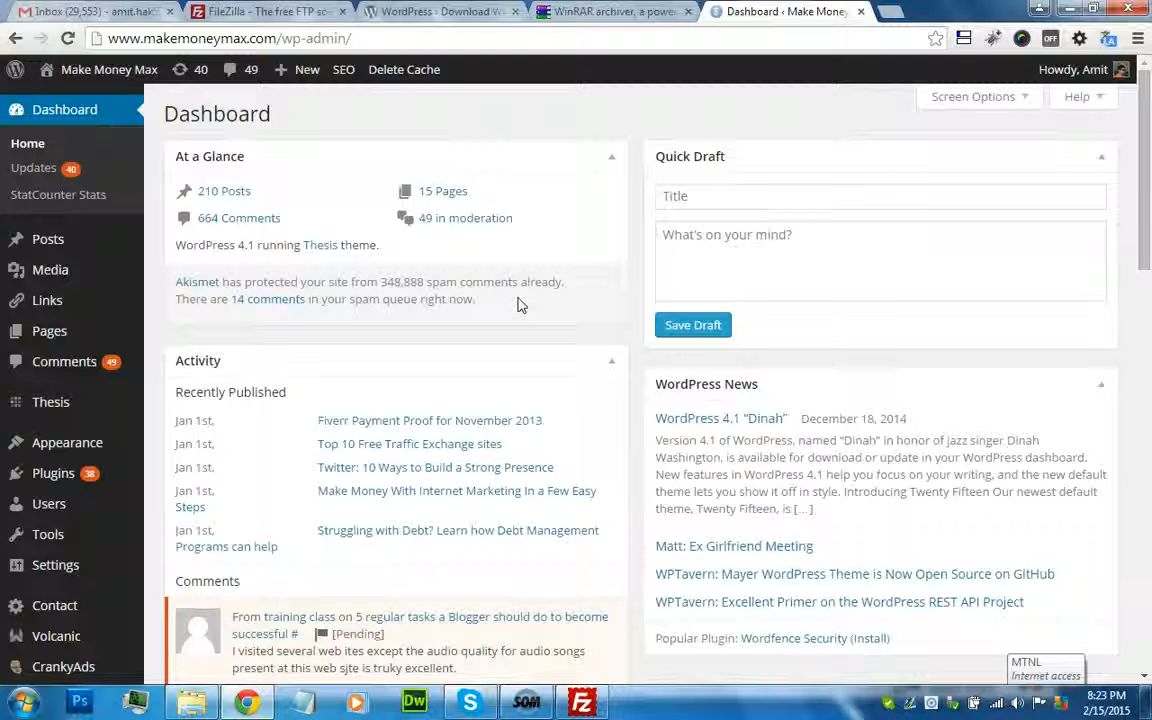 Inbox (29,553) - amit.hak
FileZilla - The free FTP so
WordPress › Download W
WinRAR archiver, a powe
Dashboard ‹ Make Money
www.makemoneymax.com/wp-admin/
OFF
Make Money Max 40 49 New SEO Delete Cache Howdy, Amit
Dashboard
Home
Updates 40
StatCounter Stats
Posts
Media
Links
Pages
Comments 49
Thesis
Appearance
Plugins 38
Users
Tools
Settings
Contact
Volcanic
CrankyAds
Dashboard
Screen Options Help
At a Glance
210 Posts 15 Pages
664 Comments 49 in moderation
WordPress 4.1 running Thesis theme.
Akismet has protected your site from 348,888 spam comments already.
There are 14 comments in your spam queue right now.
Activity
Recently Published
Jan 1st, Fiverr Payment Proof for November 2013
Jan 1st, Top 10 Free Traffic Exchange sites
Jan 1st, Twitter: 10 Ways to Build a Strong Presence
Jan 1st, Make Money With Internet Marketing In a Few Easy
Steps
Jan 1st, Struggling with Debt? Learn how Debt Management
Programs can help
Comments
From training class on 5 regular tasks a Blogger should do to become
successful # [Pending]
I visited several web ites except the audio quality for audio songs
present at this web site is truky excellent.
Quick Draft
Title
What's on your mind?
Save Draft
WordPress News
WordPress 4.1 “Dinah” December 18, 2014
Version 4.1 of WordPress, named “Dinah” in honor of jazz singer Dinah
Washington, is available for download or update in your WordPress dashboard.
New features in WordPress 4.1 help you focus on your writing, and the new default
theme lets you show it off in style. Introducing Twenty Fifteen Our newest default
theme, Twenty Fifteen, is [...]
Matt: Ex Girlfriend Meeting
WPTavern: Mayer WordPress Theme is Now Open Source on GitHub
WPTavern: Excellent Primer on the WordPress REST API Project
Popular Plugin: Wordfence Security (Install)
MTNL
Internet access
Ps
Dw
S
SOM
Fz
8:23 PM
2/15/2015